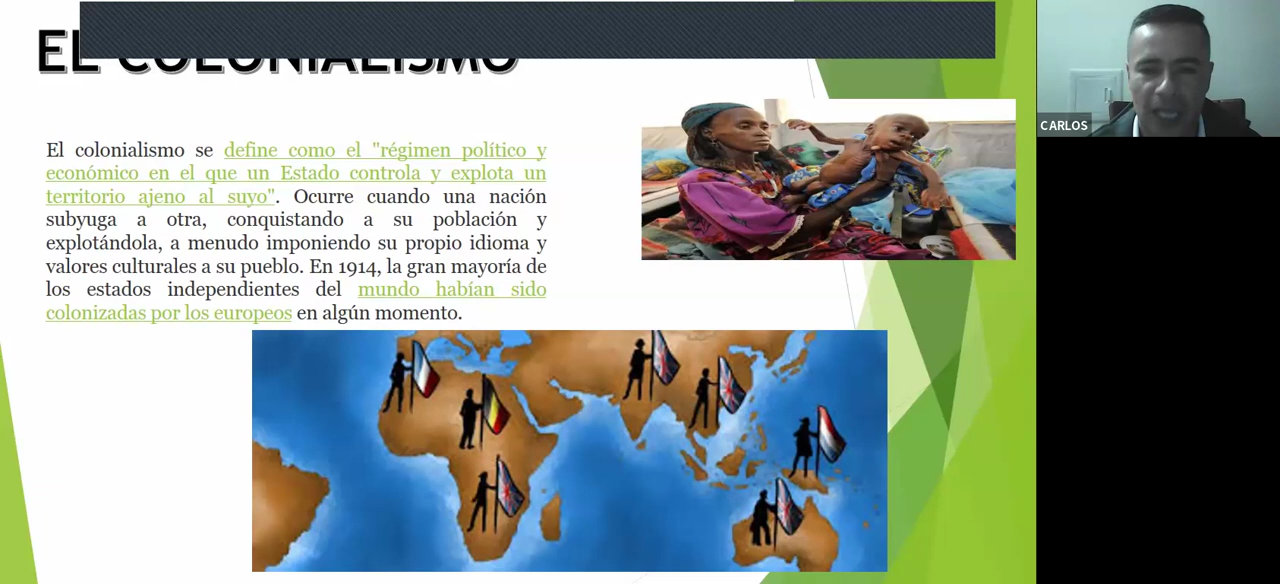 EL COLONIALISMO
El colonialismo se define como el "régimen político y
económico en el que un Estado controla y explota un
territorio ajeno al suyo". Ocurre cuando una nación
subyuga a otra, conquistando a su población y
explotándola, a menudo imponiendo su propio idioma y
valores culturales a su pueblo. En 1914, la gran mayoría de
los estados independientes del mundo habían sido
colonizadas por los europeos en algún momento.
CARLOS